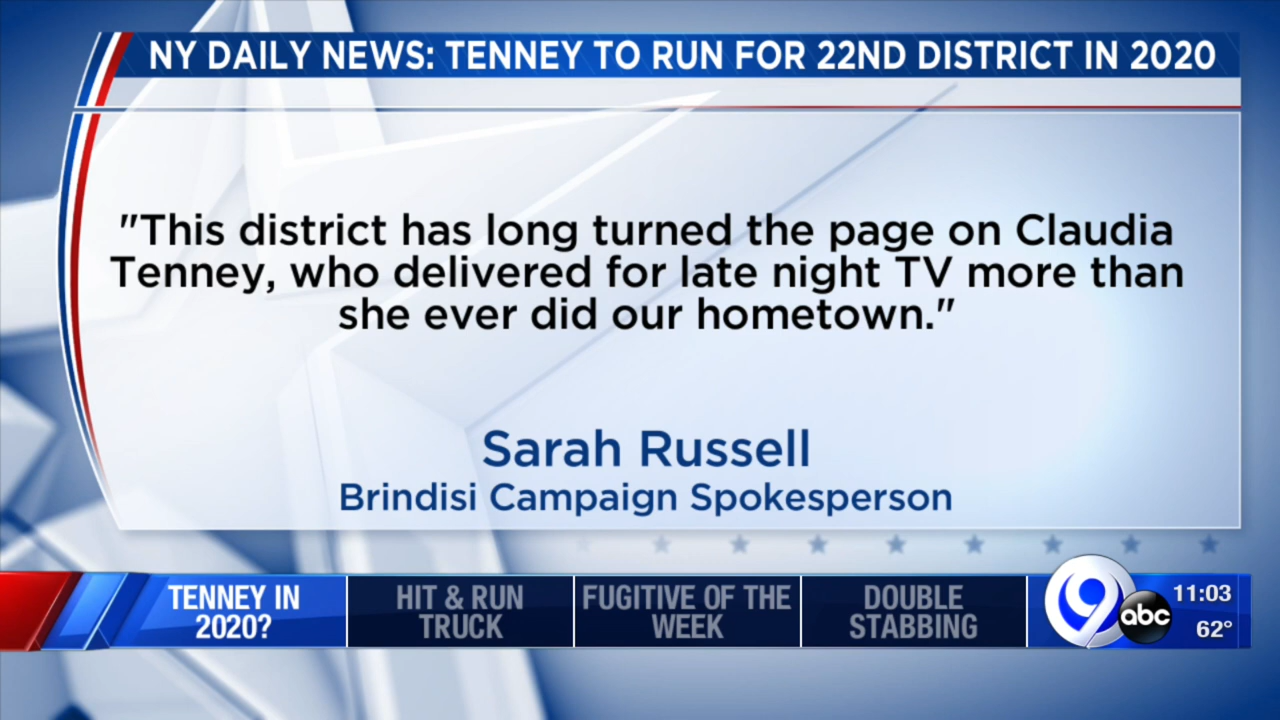 NY DAILY NEWS: TENNEY TO RUN FOR 22ND DISTRICT IN 2020
"This district has long turned the page on Claudia
Tenney, who delivered for late night TV more than
she ever did our hometown."
Sarah Russell
Brindisi Campaign Spokesperson
TENNEY IN
2020?
HIT & RUN
TRUCK
FUGITIVE OF THE
WEEK
DOUBLE
STABBING
9
abc
11:03
62°